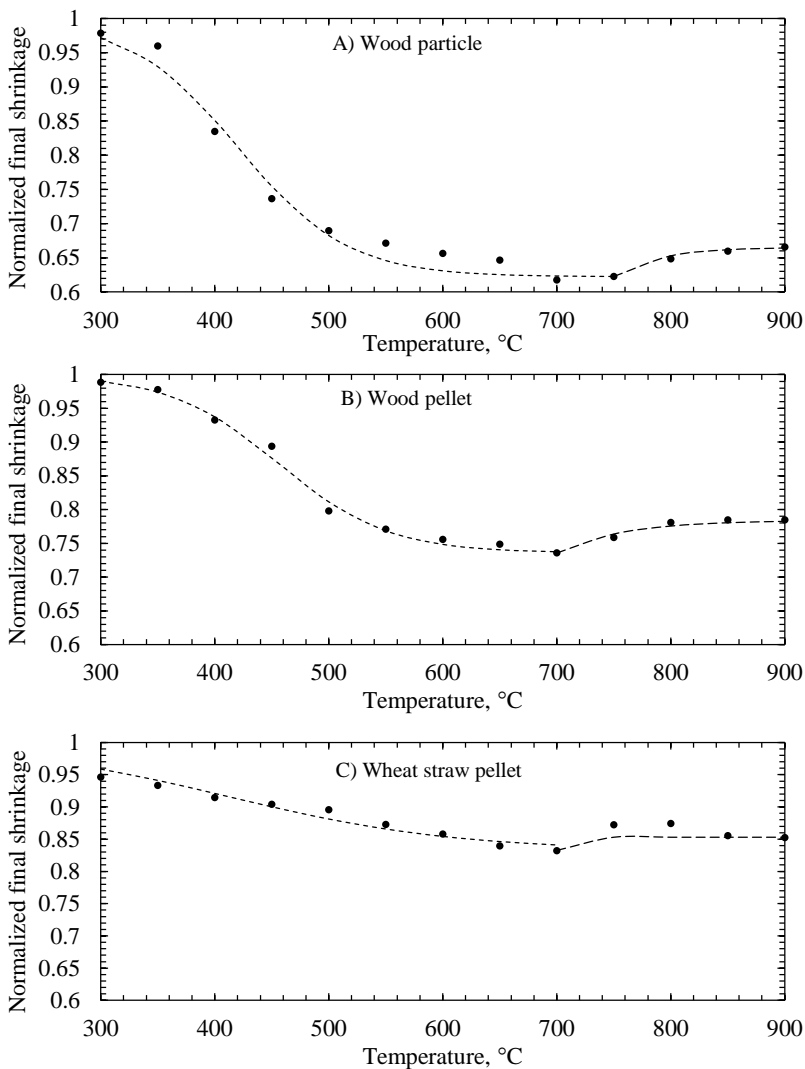 1
0.95
0.9
0.85
0.8
0.75
0.7
0.65
0.6
Normalized final shrinkage
A) Wood particle
300 400 500 600 700 800 900
Temperature, °C
1
0.95
0.9
0.85
0.8
0.75
0.7
0.65
0.6
Normalized final shrinkage
B) Wood pellet
300 400 500 600 700 800 900
Temperature, °C
1
0.95
0.9
0.85
0.8
0.75
0.7
0.65
0.6
Normalized final shrinkage
C) Wheat straw pellet
300 400 500 600 700 800 900
Temperature, °C